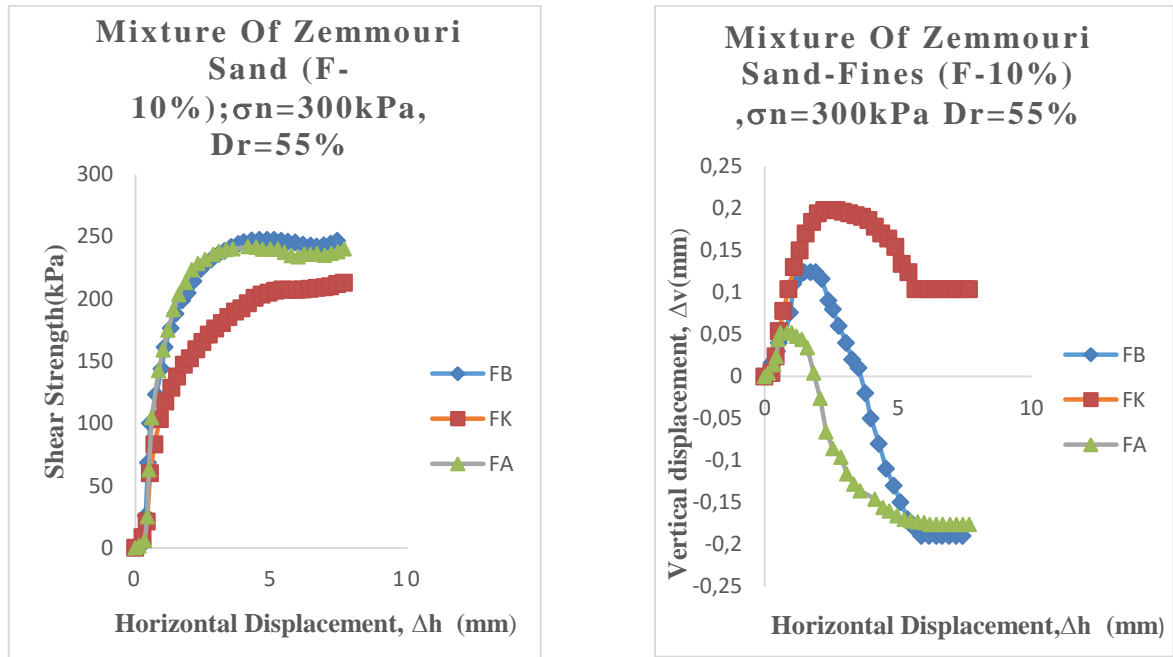 Mixture Of Zemmouri
Sand (F-
10%);σn=300kPa,
Dr=55%
300
250
200
150
100
50
0
0
5
10
Shear Strength(kPa)
Horizontal Displacement, Δh (mm)
FB
FK
FA
Mixture Of Zemmouri
Sand-Fines (F-10%)
,σn=300kPa Dr=55%
0,25
0,2
0,15
0,1
0,05
0
-0,05
-0,1
-0,15
-0,2
-0,25
0
5
10
Vertical displacement, Δv(mm)
Horizontal Displacement,Δh (mm)
FB
FK
FA